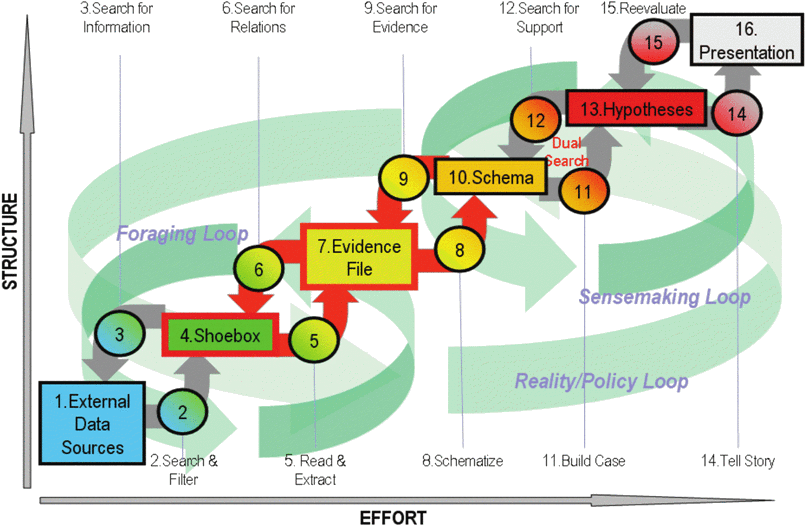 3.Search for
Information
6.Search for
Relations
9.Search for
Evidence
12.Search for
Support
15.Reevaluate
16.
Presentation
15
13.Hypotheses
14
12
Dual
Search
11
10.Schema
9
8
7.Evidence
File
Foraging Loop
6
5
4.Shoebox
3
Sensemaking Loop
Reality/Policy Loop
1.External
Data
Sources
2
2.Search &
Filter
5. Read &
Extract
8.Schematize
11.Build Case
14.Tell Story
STRUCTURE
EFFORT